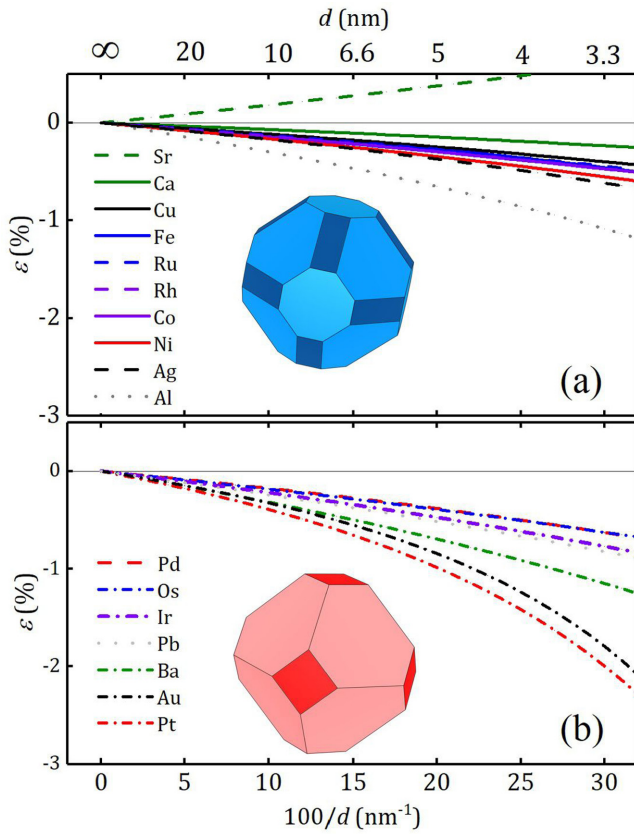 d (nm)
∞ 20 10 6.6 5 4 3.3
0
-1
-2
-3
ε (%)
Sr
Ca
Cu
Fe
Ru
Rh
Co
Ni
Ag
Al
(a)
0
-1
-2
-3
ε (%)
Pd
Os
Ir
Pb
Ba
Au
Pt
(b)
0 5 10 15 20 25 30
100/d (nm⁻¹)